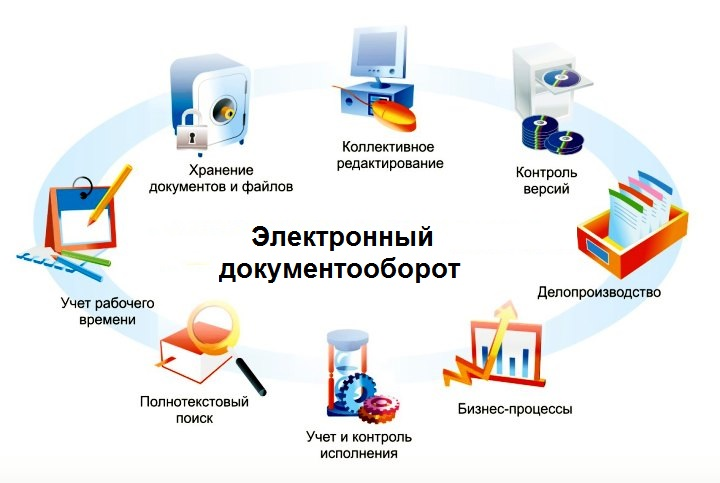 Электронный
документооборот
Хранение
документов и файлов
Коллективное
редактирование
Контроль
версий
Делопроизводство
Бизнес-процессы
Учет и контроль
исполнения
Полнотекстовый
поиск
Учет рабочего
времени